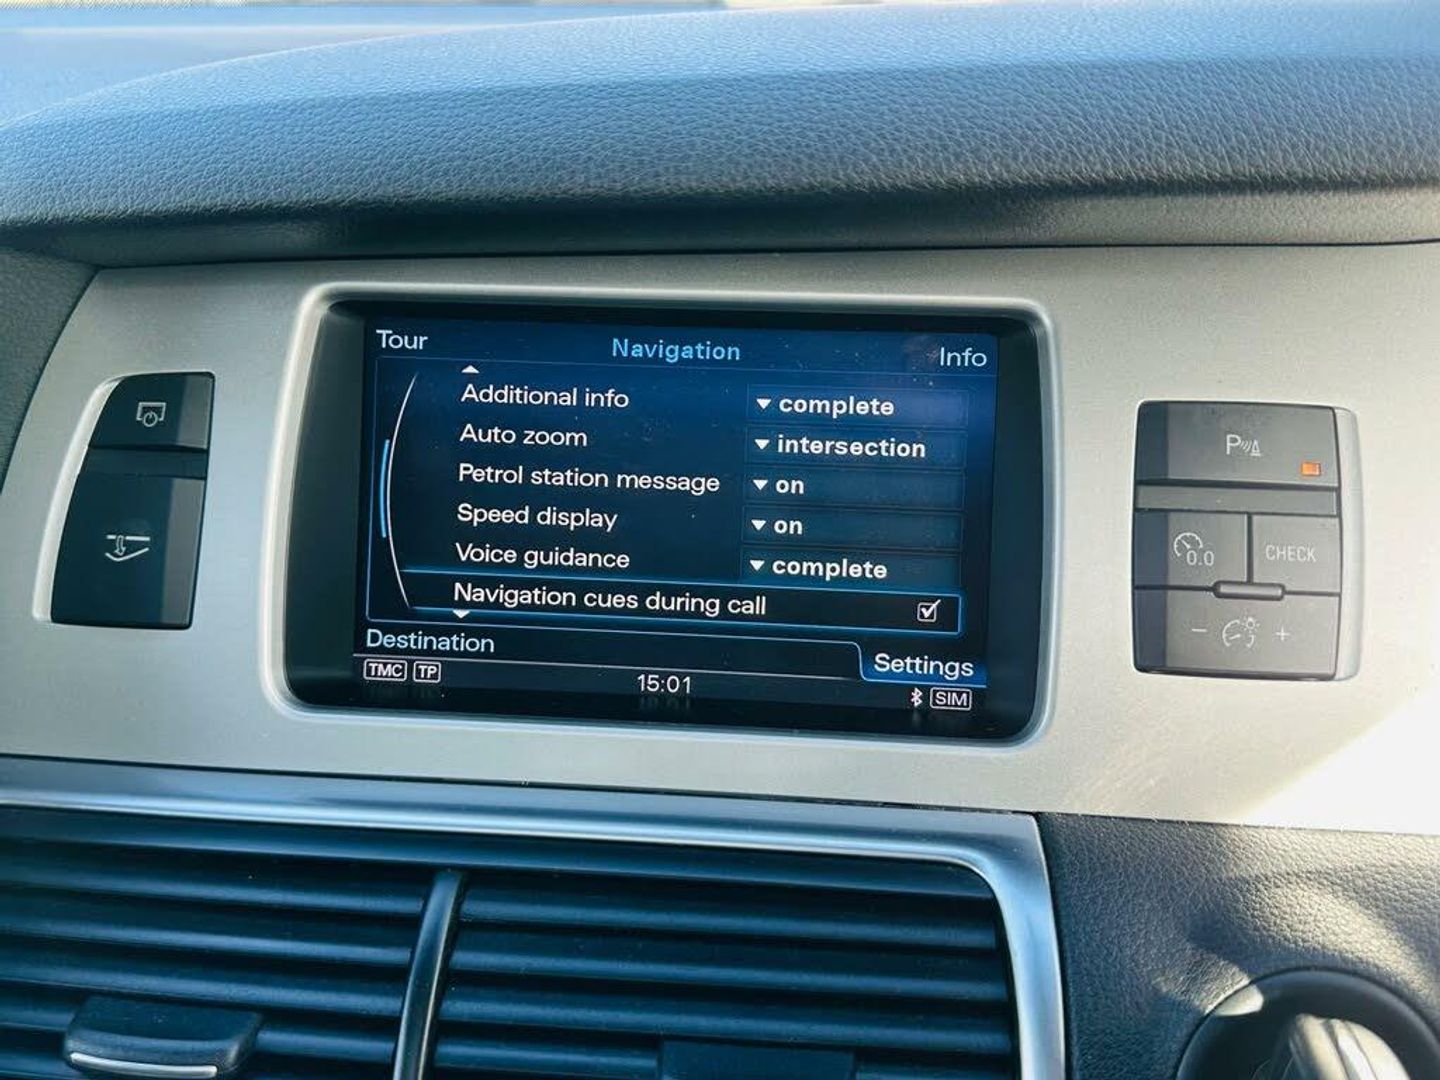 Tour Navigation Info
Additional info complete
Auto zoom intersection
Petrol station message on
Speed display on
Voice guidance complete
Navigation cues during call
Destination Settings
TMC TP 15:01 SIM
P
0.0 CHECK
- +